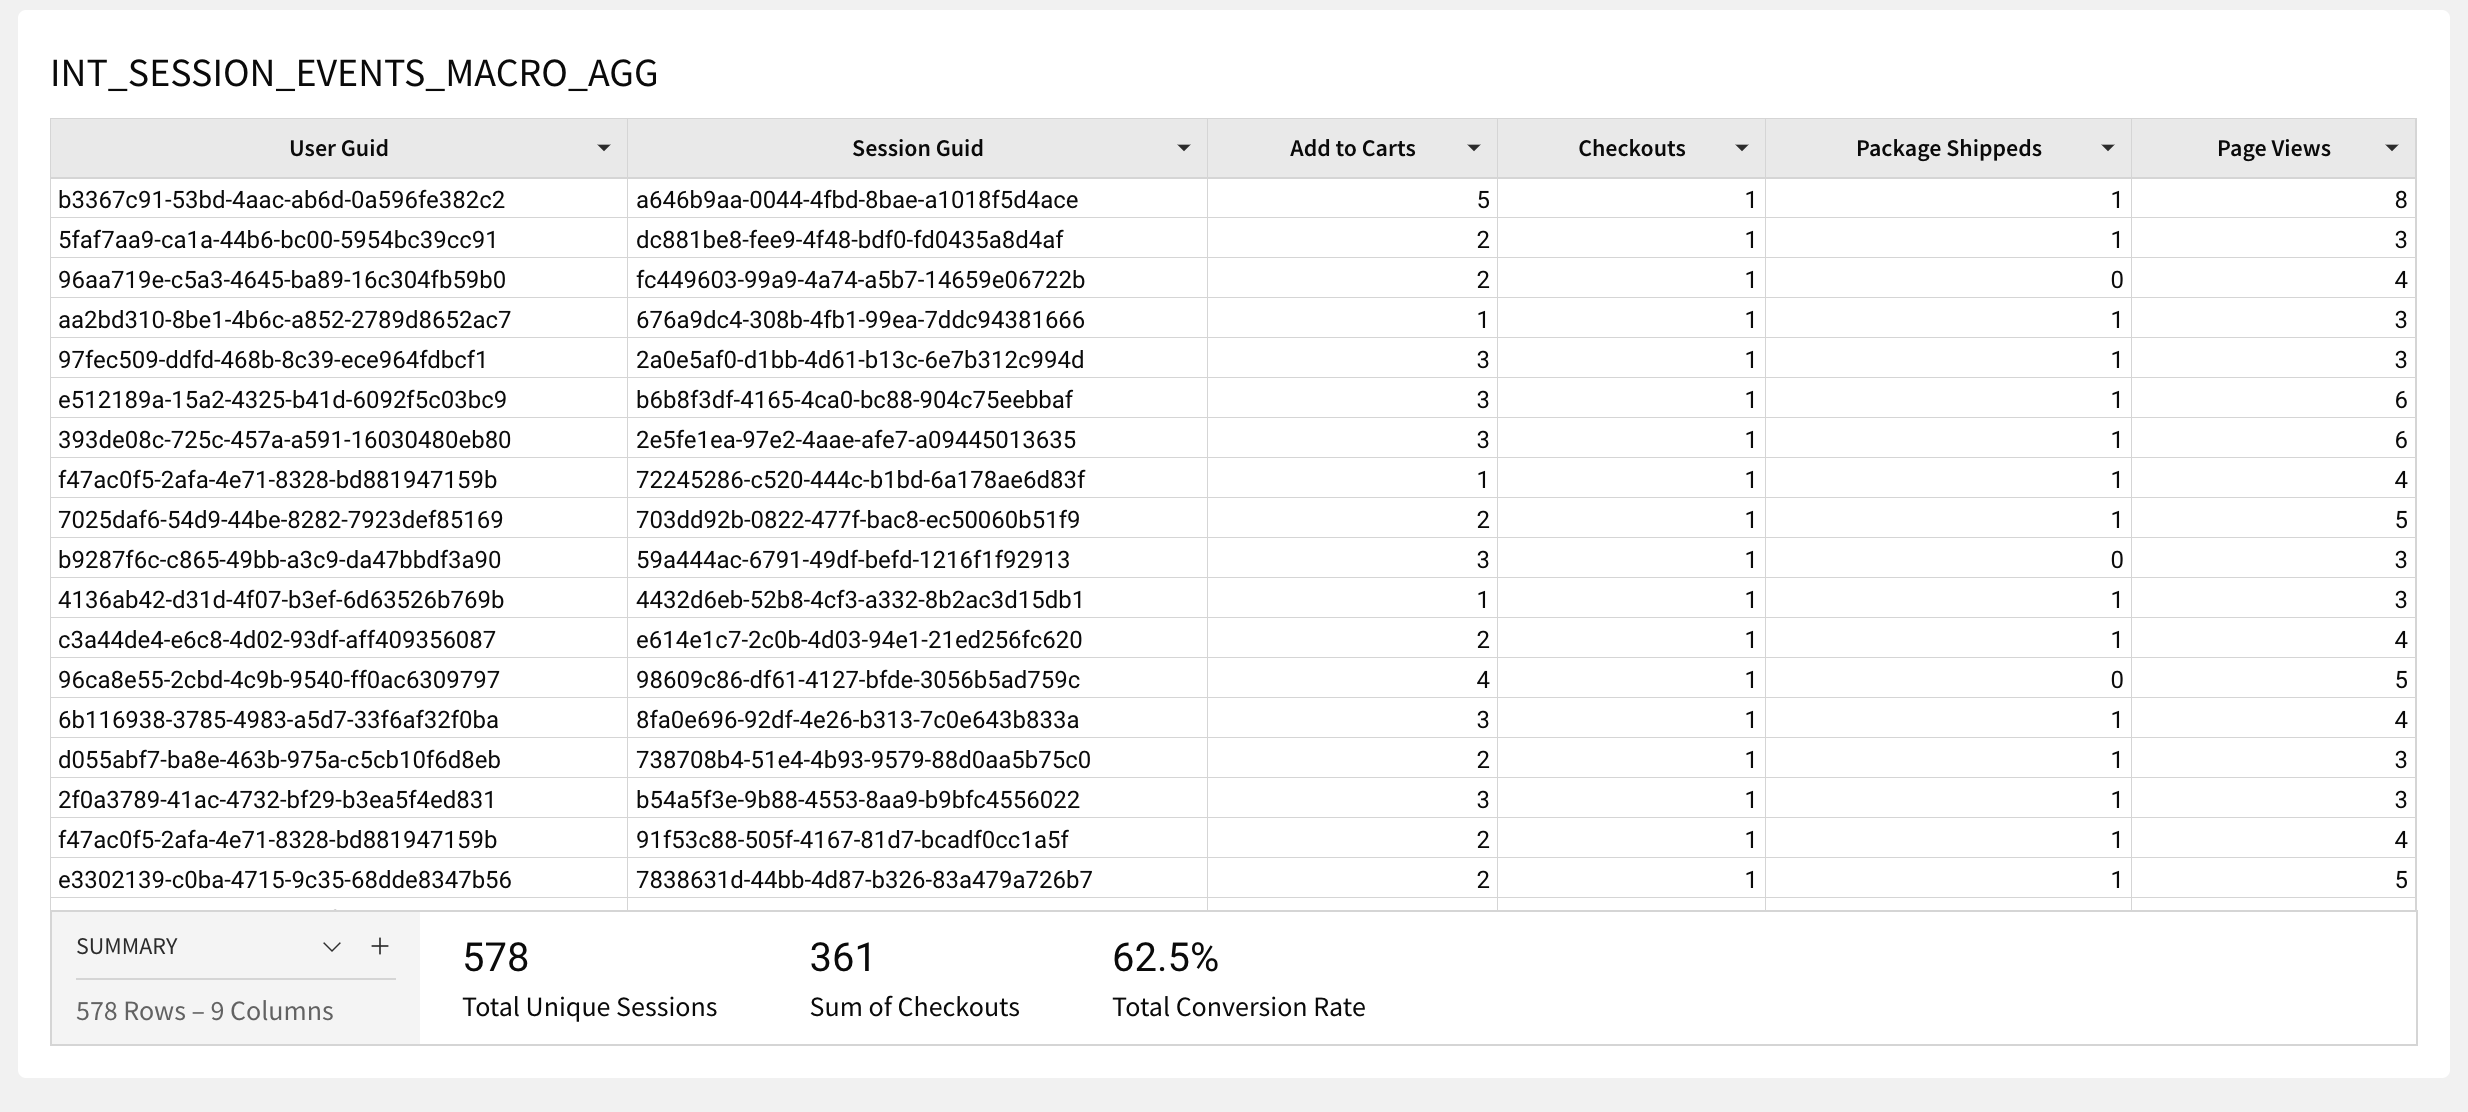 INT_SESSION_EVENTS_MACRO_AGG
User Guid Session Guid Add to Carts Checkouts Package Shippeds Page Views
b3367c91-53bd-4aac-ab6d-0a596fe382c2 a646b9aa-0044-4fbd-8bae-a1018f5d4ace 5 1 1 8
5faf7aa9-ca1a-44b6-bc00-5954bc39cc91 dc881be8-fee9-4f48-bdf0-fd0435a8d4af 2 1 1 3
96aa719e-c5a3-4645-ba89-16c304fb59b0 fc449603-99a9-4a74-a5b7-14659e06722b 2 1 0 4
aa2bd310-8be1-4b6c-a852-2789d8652ac7 676a9dc4-308b-4fb1-99ea-7ddc94381666 1 1 1 3
97fec509-ddfd-468b-8c39-ece964fdbcf1 2a0e5af0-d1bb-4d61-b13c-6e7b312c994d 3 1 1 3
e512189a-15a2-4325-b41d-6092f5c03bc9 b6b8f3df-4165-4ca0-bc88-904c75eebbaf 3 1 1 6
393de08c-725c-457a-a591-16030480eb80 2e5fe1ea-97e2-4aae-afe7-a09445013635 3 1 1 6
f47ac0f5-2afa-4e71-8328-bd881947159b 72245286-c520-444c-b1bd-6a178ae6d83f 1 1 1 4
7025daf6-54d9-44be-8282-7923def85169 703dd92b-0822-477f-bac8-ec50060b51f9 2 1 1 5
b9287f6c-c865-49bb-a3c9-da47bbdf3a90 59a444ac-6791-49df-befd-1216f1f92913 3 1 0 3
4136ab42-d31d-4f07-b3ef-6d63526b769b 4432d6eb-52b8-4cf3-a332-8b2ac3d15db1 1 1 1 3
c3a44de4-e6c8-4d02-93df-aff409356087 e614e1c7-2c0b-4d03-94e1-21ed256fc620 2 1 1 4
96ca8e55-2cbd-4c9b-9540-ff0ac6309797 98609c86-df61-4127-bfde-3056b5ad759c 4 1 0 5
6b116938-3785-4983-a5d7-33f6af32f0ba 8fa0e696-92df-4e26-b313-7c0e643b833a 3 1 1 4
d055abf7-ba8e-463b-975a-c5cb10f6d8eb 738708b4-51e4-4b93-9579-88d0aa5b75c0 2 1 1 3
2f0a3789-41ac-4732-bf29-b3ea5f4ed831 b54a5f3e-9b88-4553-8aa9-b9bfc4556022 3 1 1 3
f47ac0f5-2afa-4e71-8328-bd881947159b 91f53c88-505f-4167-81d7-bcadf0cc1a5f 2 1 1 4
e3302139-c0ba-4715-9c35-68dde8347b56 7838631d-44bb-4d87-b326-83a479a726b7 2 1 1 5
SUMMARY
578 Rows – 9 Columns
578 361 62.5%
Total Unique Sessions Sum of Checkouts Total Conversion Rate